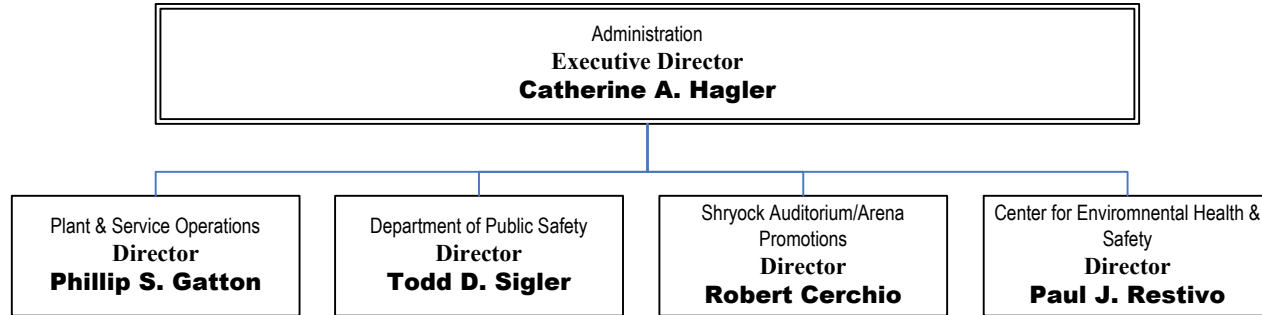 Administration
Executive Director
Catherine A. Hagler
Plant & Service Operations
Director
Phillip S. Gatton
Department of Public Safety
Director
Todd D. Sigler
Shryock Auditorium/Arena
Promotions
Director
Robert Cerchio
Center for Enviromnental Health &
Safety
Director
Paul J. Restivo